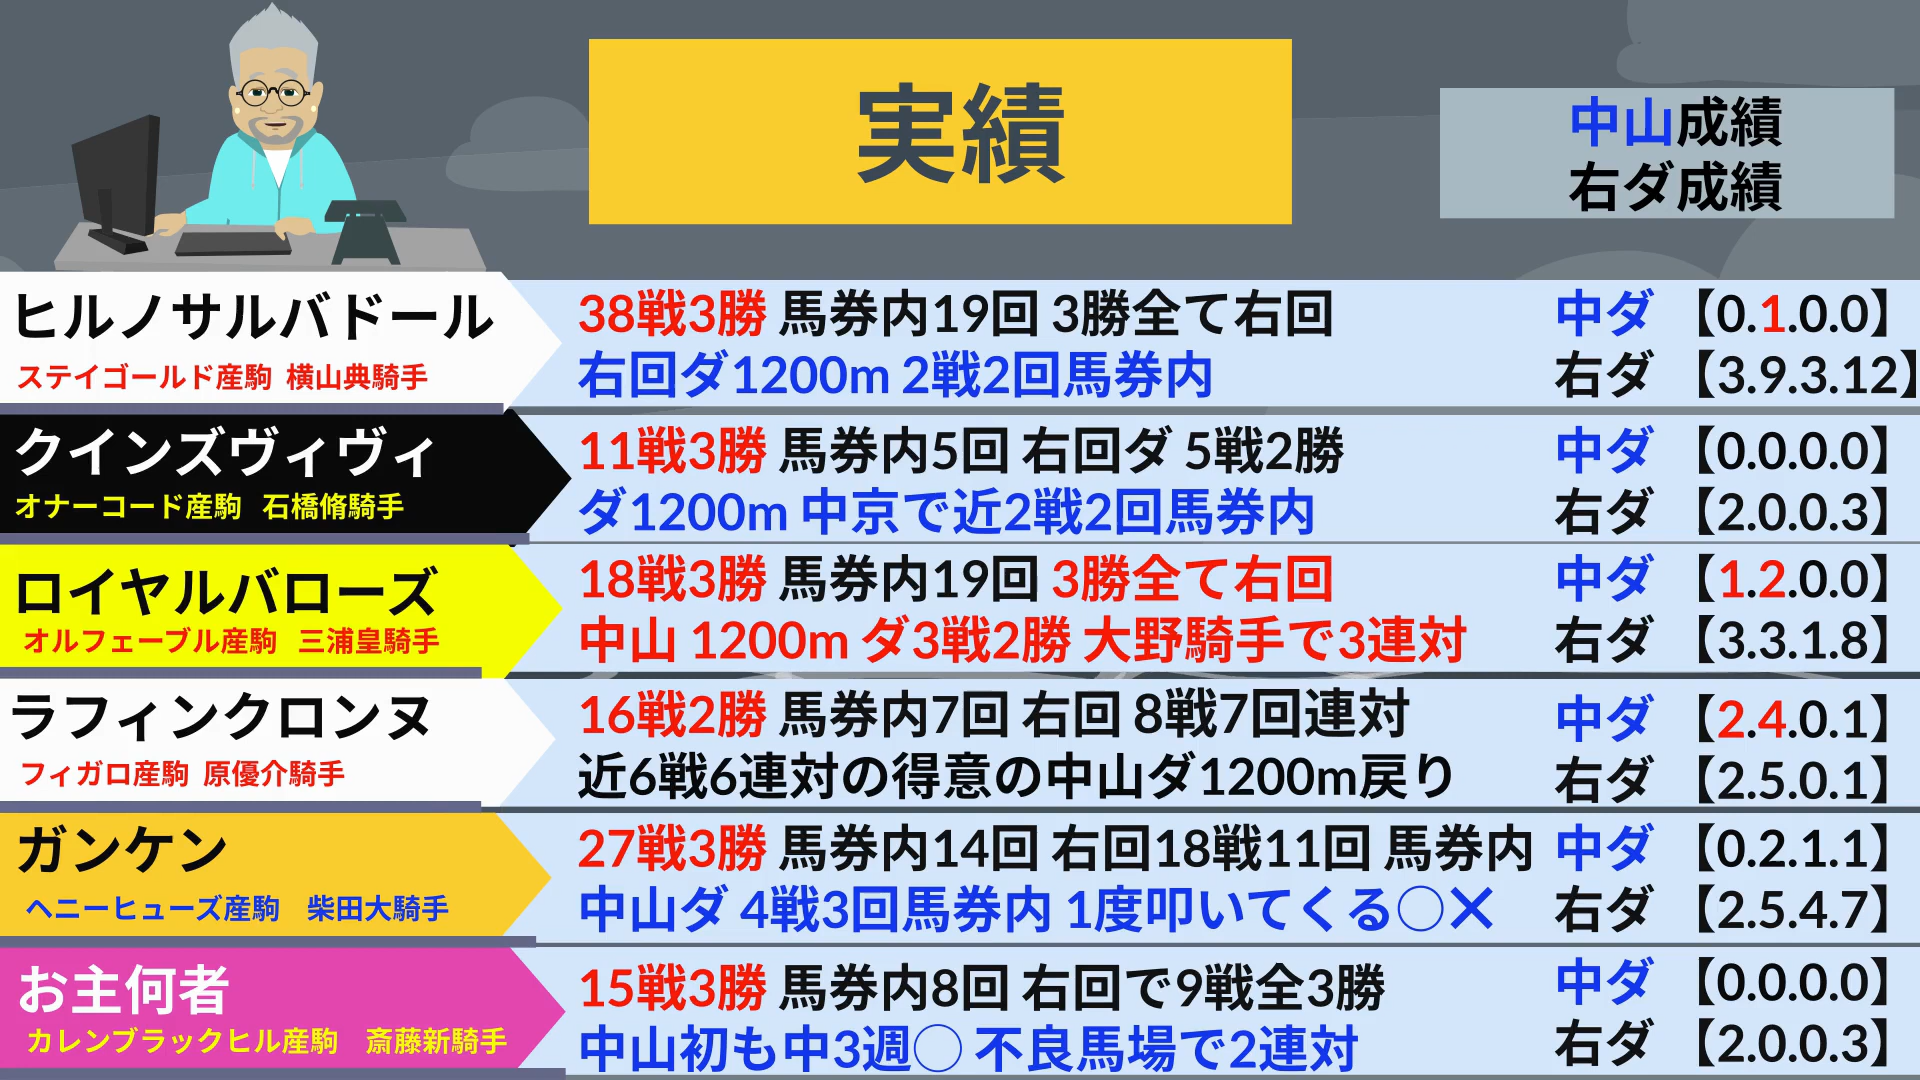 実績
中山成績
右ダ成績
ヒルノサルバドール
ステイゴールド産駒 横山典騎手
38戦3勝 馬券内19回 3勝全て右回
右回ダ1200m 2戦2回馬券内
中ダ 【0.1.0.0】
右ダ 【3.9.3.12】
クインズヴィヴィ
オナーコード産駒 石橋脩騎手
11戦3勝 馬券内5回 右回ダ 5戦2勝
ダ1200m 中京で近2戦2回馬券内
中ダ 【0.0.0.0】
右ダ 【2.0.0.3】
ロイヤルバローズ
オルフェーブル産駒 三浦皇騎手
18戦3勝 馬券内19回 3勝全て右回
中山 1200m ダ3戦2勝 大野騎手で3連対
中ダ 【1.2.0.0】
右ダ 【3.3.1.8】
ラフィンクロンヌ
フィガロ産駒 原優介騎手
16戦2勝 馬券内7回 右回 8戦7回連対
近6戦6連対の得意の中山ダ1200m戻り
中ダ 【2.4.0.1】
右ダ 【2.5.0.1】
ガンケン
ヘニーヒューズ産駒 柴田大騎手
27戦3勝 馬券内14回 右回18戦11回 馬券内
中山ダ 4戦3回馬券内 1度叩いてくる○×
中ダ 【0.2.1.1】
右ダ 【2.5.4.7】
お主何者
カレンブラックヒル産駒 斎藤新騎手
15戦3勝 馬券内8回 右回で9戦全3勝
中山初も中3週○ 不良馬場で2連対
中ダ 【0.0.0.0】
右ダ 【2.0.0.3】